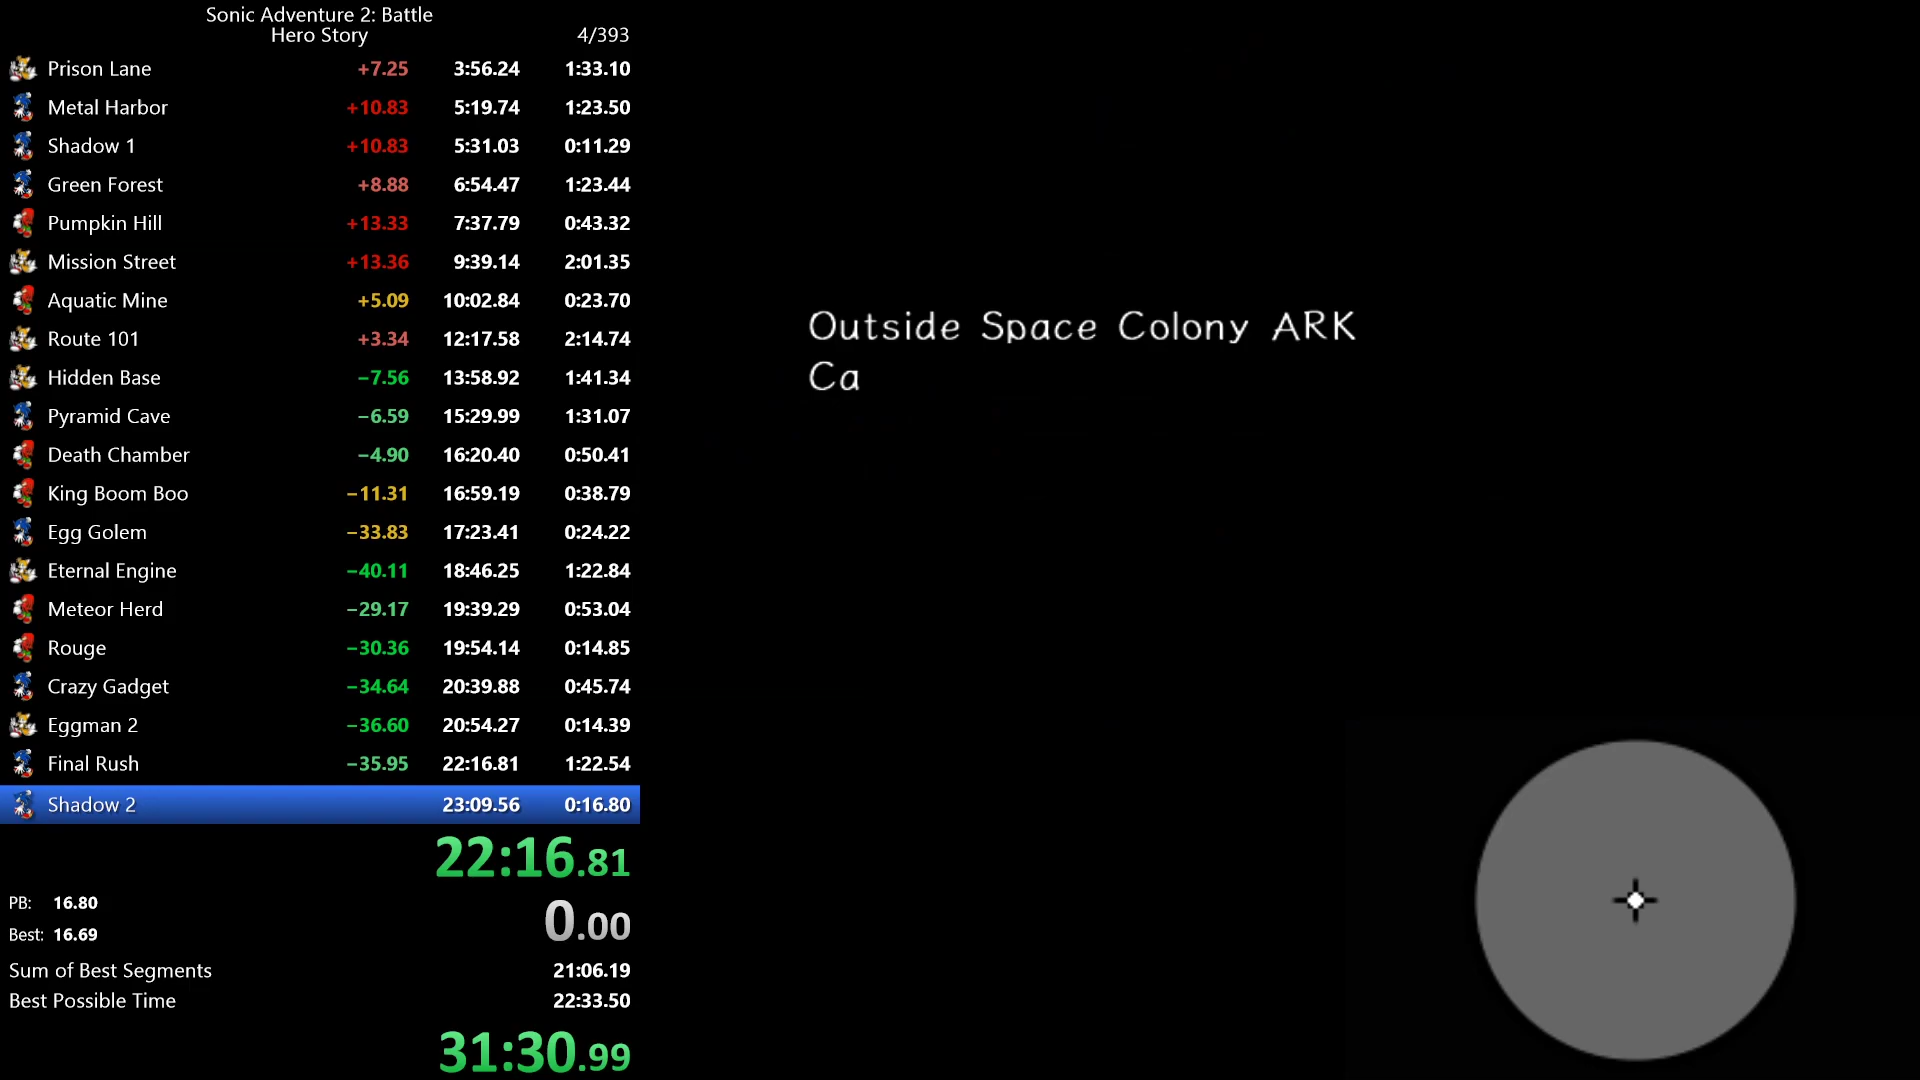 Sonic Adventure 2: Battle
Hero Story 4/393
Prison Lane +7.25 3:56.24 1:33.10
Metal Harbor +10.83 5:19.74 1:23.50
Shadow 1 +10.83 5:31.03 0:11.29
Green Forest +8.88 6:54.47 1:23.44
Pumpkin Hill +13.33 7:37.79 0:43.32
Mission Street +13.36 9:39.14 2:01.35
Aquatic Mine +5.09 10:02.84 0:23.70
Route 101 +3.34 12:17.58 2:14.74
Hidden Base −7.56 13:58.92 1:41.34
Pyramid Cave −6.59 15:29.99 1:31.07
Death Chamber −4.90 16:20.40 0:50.41
King Boom Boo −11.31 16:59.19 0:38.79
Egg Golem −33.83 17:23.41 0:24.22
Eternal Engine −40.11 18:46.25 1:22.84
Meteor Herd −29.17 19:39.29 0:53.04
Rouge −30.36 19:54.14 0:14.85
Crazy Gadget −34.64 20:39.88 0:45.74
Eggman 2 −36.60 20:54.27 0:14.39
Final Rush −35.95 22:16.81 1:22.54
Shadow 2 23:09.56 0:16.80
22:16.81
PB: 16.80
0.00
Best: 16.69
Sum of Best Segments 21:06.19
Best Possible Time 22:33.50
31:30.99
Outside Space Colony ARK
Ca